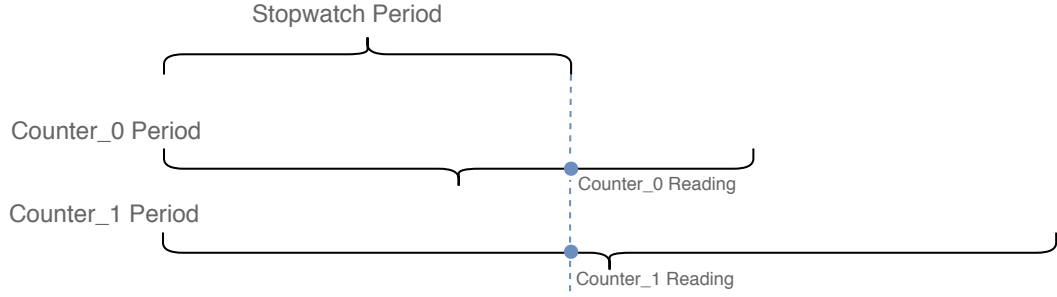 Stopwatch Period
Counter_0 Period
Counter_0 Reading
Counter_1 Period
Counter_1 Reading